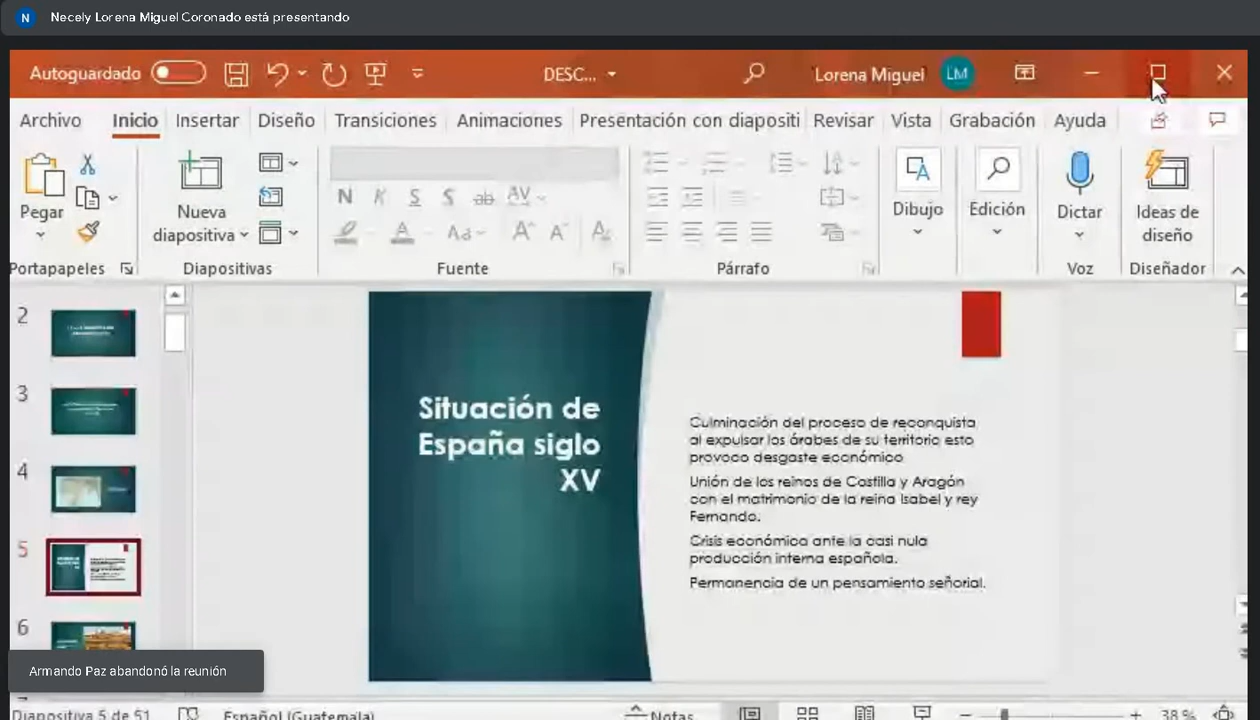 N Necely Lorena Miguel Coronado está presentando
Autoguardado DESC... Lorena Miguel LM
Archivo Inicio Insertar Diseño Transiciones Animaciones Presentación con diapositi Revisar Vista Grabación Ayuda
Pegar Nueva diapositiva Dibujo Edición Dictar Ideas de diseño
N K S S ab AV
A Aa A A A
Portapapeles Diapositivas Fuente Párrafo Voz Diseñador
2
3
4
5
6
Situación de
España siglo
XV
Culminación del proceso de reconquista
al expulsar los árabes de su territorio esto
provoco desgaste económico
Unión de los reinos de Castilla y Aragón
con el matrimonio de la reina Isabel y rey
Fernando.
Crisis económica ante la casi nula
producción interna española.
Permanencia de un pensamiento señorial.
Armando Paz abandonó la reunión
Diapositiva 5 de 51 Español (Guatemala) Notas 38 %